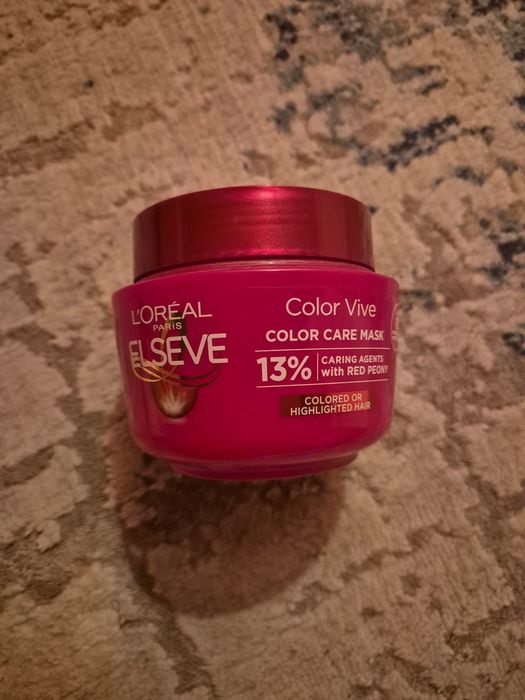 L'ORÉAL
PARIS
ELSEVE
Color Vive
COLOR CARE MASK
13%
CARING AGENTS
with RED PEONY
COLORED OR
HIGHLIGHTED HAIR